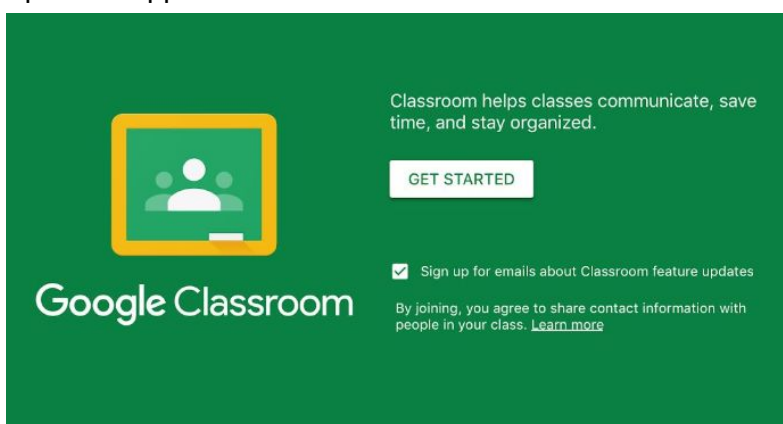 Classroom helps classes communicate, save
time, and stay organized.
GET STARTED
Google Classroom
Sign up for emails about Classroom feature updates
By joining, you agree to share contact information with
people in your class. Learn more